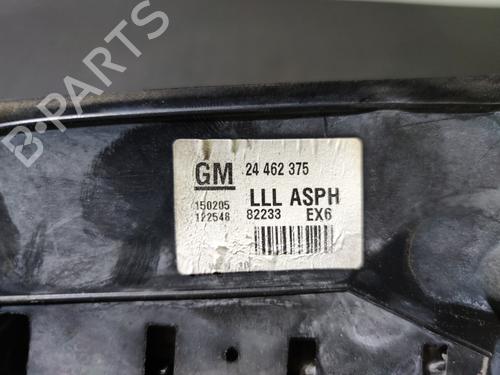 B-PARTS
GM 24 462 375
150205 LLL ASPH
122548 82233 EX6